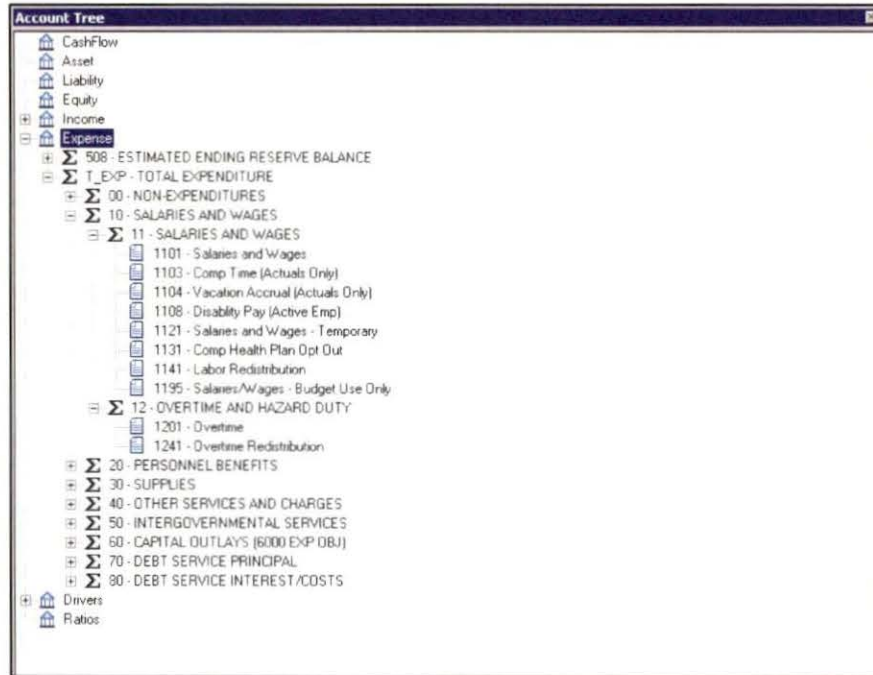 Account Tree
CashFlow
Asset
Liability
Equity
Income
Expense
508 - ESTIMATED ENDING RESERVE BALANCE
T_EXP - TOTAL EXPENDITURE
00 - NON-EXPENDITURES
10 - SALARIES AND WAGES
11 - SALARIES AND WAGES
1101 - Salaries and Wages
1103 - Comp Time (Actuals Only)
1104 - Vacation Accrual (Actuals Only)
1108 - Disablity Pay (Active Emp)
1121 - Salaries and Wages - Temporary
1131 - Comp Health Plan Opt Out
1141 - Labor Redistribution
1195 - Salaries/Wages - Budget Use Only
12 - OVERTIME AND HAZARD DUTY
1201 - Overtime
1241 - Overtime Redistribution
20 - PERSONNEL BENEFITS
30 - SUPPLIES
40 - OTHER SERVICES AND CHARGES
50 - INTERGOVERNMENTAL SERVICES
60 - CAPITAL OUTLAYS (6000 EXP OBJ)
70 - DEBT SERVICE PRINCIPAL
80 - DEBT SERVICE INTEREST/COSTS
Drivers
Ratios